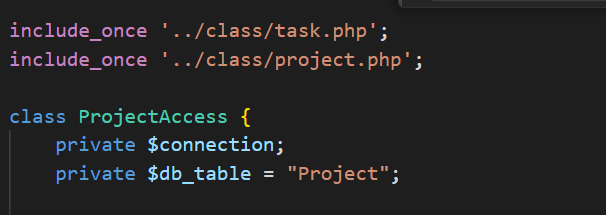 include_once '../class/task.php';
include_once '../class/project.php';
class ProjectAccess {
private $connection;
private $db_table = "Project";